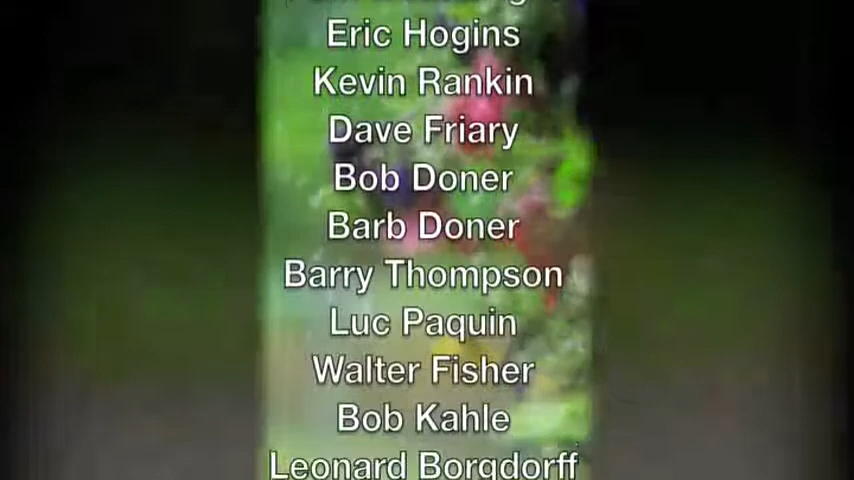 Eric Hogins
Kevin Rankin
Dave Friary
Bob Doner
Barb Doner
Barry Thompson
Luc Paquin
Walter Fisher
Bob Kahle
Leonard Borgdorff